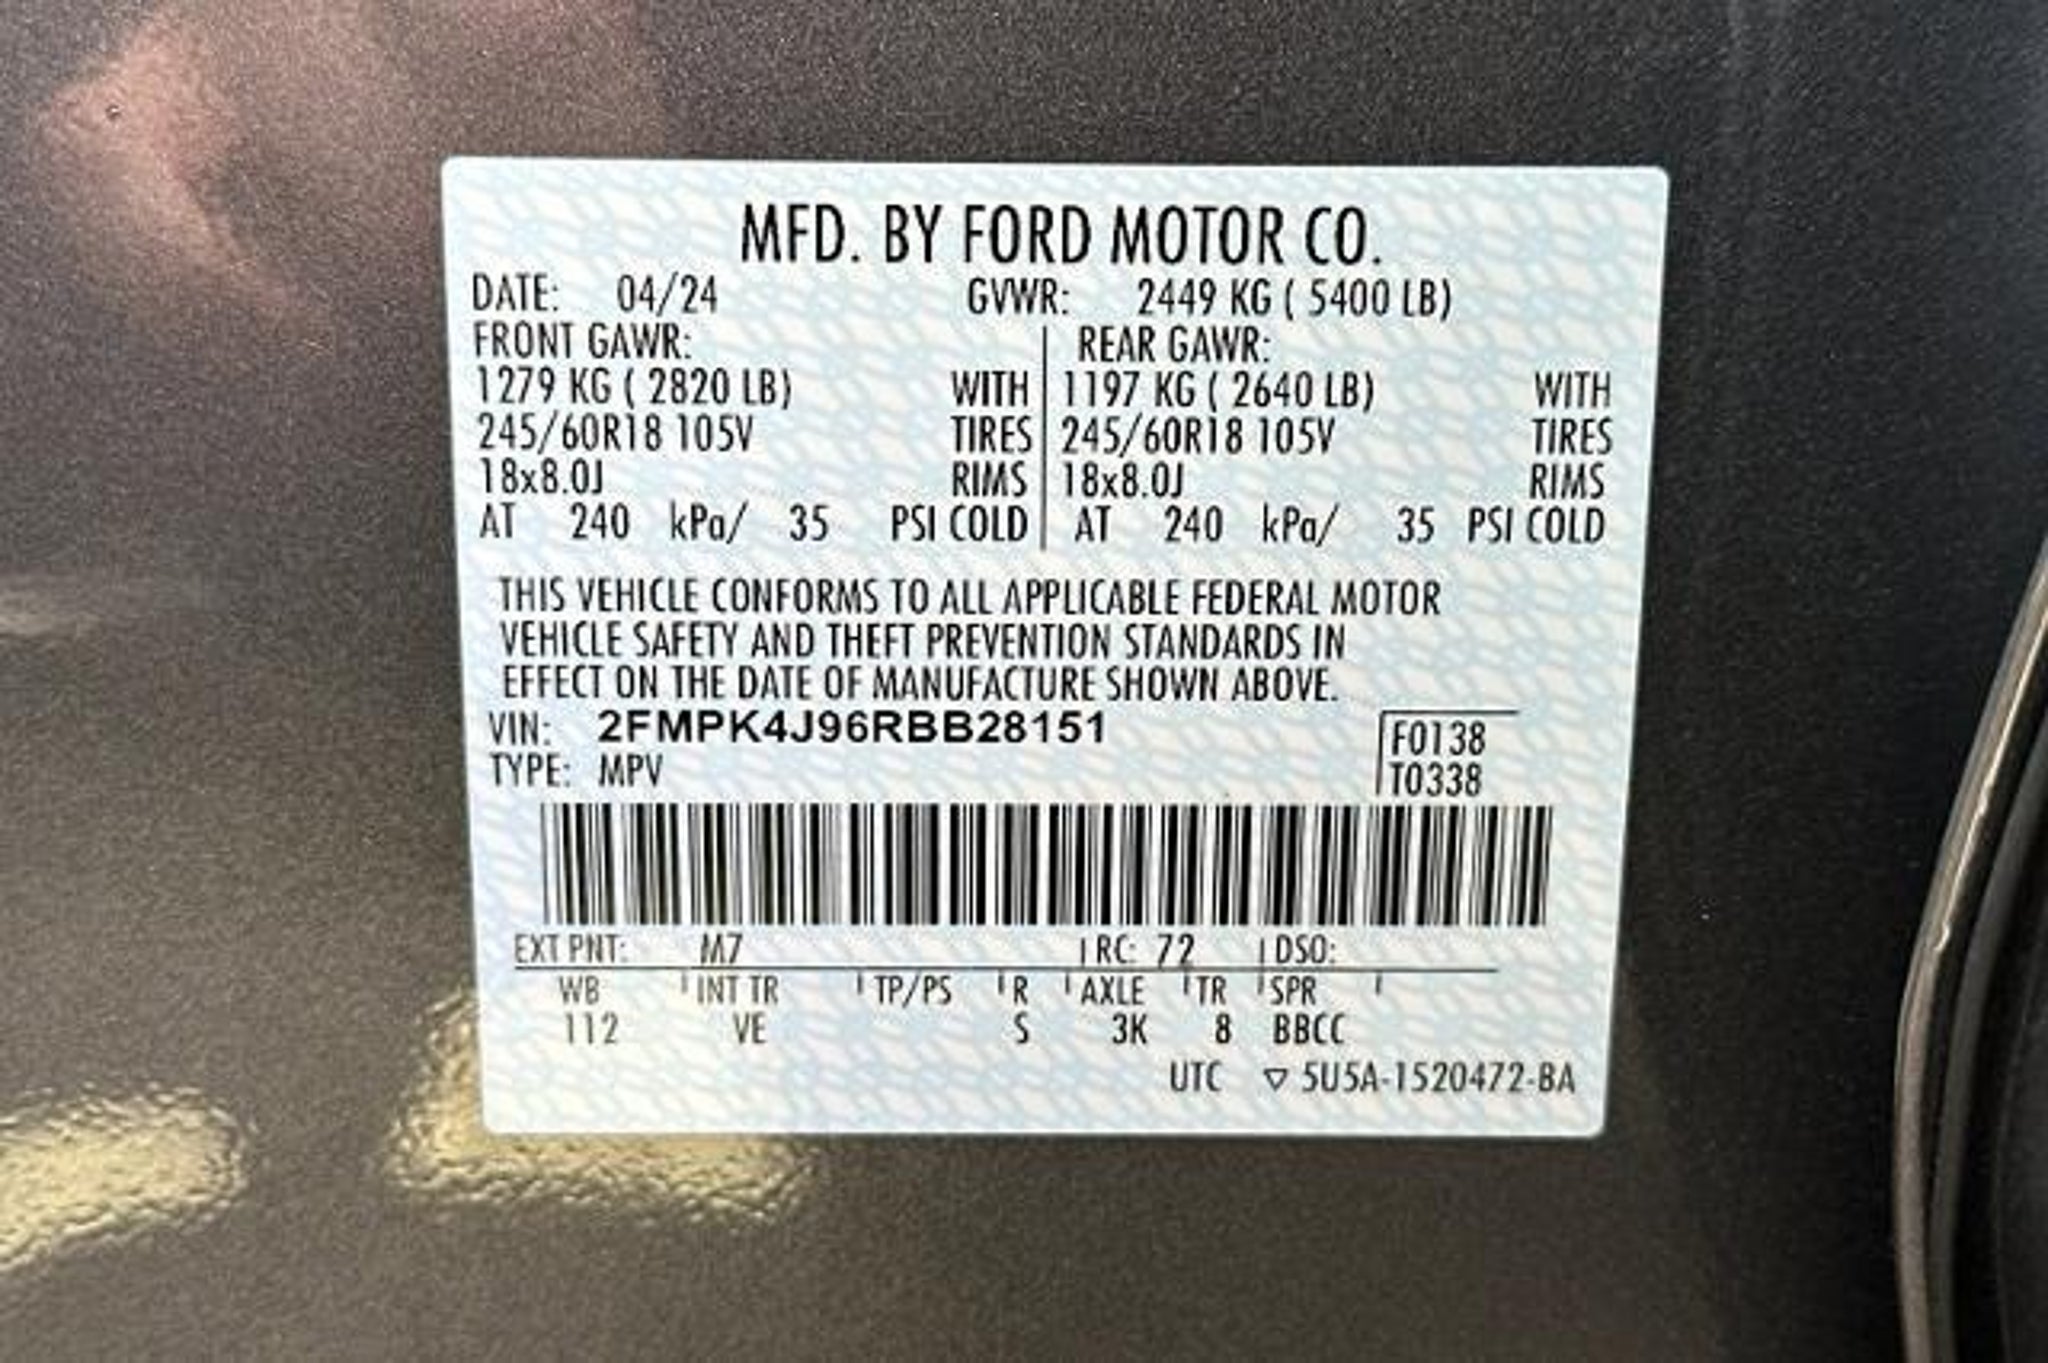 MFD. BY FORD MOTOR CO.
DATE: 04/24 GVWR: 2449 KG ( 5400 LB)
FRONT GAWR: REAR GAWR:
1279 KG ( 2820 LB) WITH 1197 KG ( 2640 LB) WITH
245/60R18 105V TIRES 245/60R18 105V TIRES
18x8.0J RIMS 18x8.0J RIMS
AT 240 kPa/ 35 PSI COLD AT 240 kPa/ 35 PSI COLD
THIS VEHICLE CONFORMS TO ALL APPLICABLE FEDERAL MOTOR
VEHICLE SAFETY AND THEFT PREVENTION STANDARDS IN
EFFECT ON THE DATE OF MANUFACTURE SHOWN ABOVE.
VIN: 2FMPK4J96RBB28151 F0138
TYPE: MPV T0338
EXT PNT: M7 RC: 72 DSO:
WB INT TR TP/PS R AXLE TR SPR
112 VE S 3K 8 BBCC
UTC ▽ 5U5A-1520472-BA